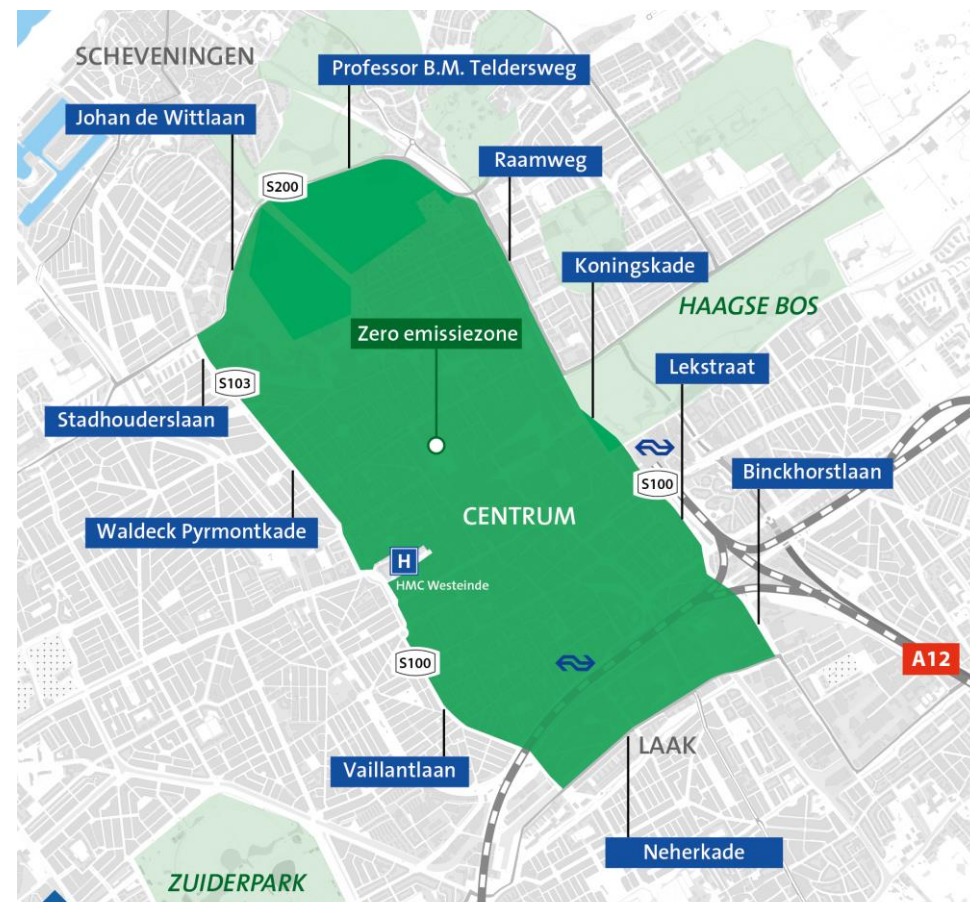 SCHEVENINGEN
Professor B.M. Teldersweg
Johan de Wittlaan
Raamweg
S200
Koningskade
HAAGSE BOS
Zero emissiezone
Lekstraat
S103
Stadhouderslaan
Binckhorstlaan
S100
CENTRUM
Waldeck Pyrmontkade
H
HMC Westeinde
S100
A12
LAAK
Vaillantlaan
Neherkade
ZUIDERPARK